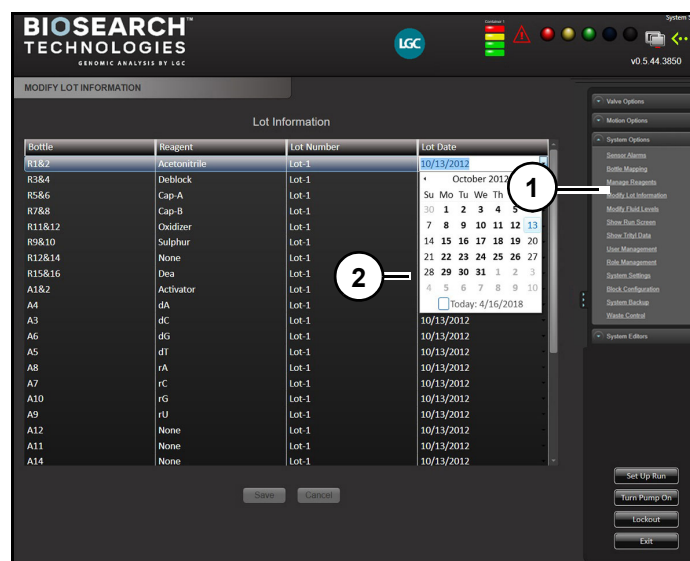 BIOSEARCH™
TECHNOLOGIES
GENOMIC ANALYSIS BY LGC
LGC
Container 1
System S
v0.5.44.3850
MODIFY LOT INFORMATION
Lot Information
Bottle Reagent Lot Number Lot Date
R1&2 Acetonitrile Lot-1 10/13/2012
R3&4 Deblock Lot-1
R5&6 Cap-A Lot-1
R7&8 Cap-B Lot-1
R11&12 Oxidizer Lot-1
R9&10 Sulphur Lot-1
R12&14 None Lot-1
R15&16 Dea Lot-1
A1&2 Activator Lot-1
A4 dA Lot-1
A3 dC Lot-1 10/13/2012
A6 dG Lot-1 10/13/2012
A5 dT Lot-1 10/13/2012
A8 rA Lot-1 10/13/2012
A7 rC Lot-1 10/13/2012
A10 rG Lot-1 10/13/2012
A9 rU Lot-1 10/13/2012
A12 None Lot-1 10/13/2012
A11 None Lot-1 10/13/2012
A14 None Lot-1 10/13/2012
October 2012
Su Mo Tu We Th
30 1 2 3 4 5
7 8 9 10 11 12 13
14 15 16 17 18 19 20
21 22 23 24 25 26 27
28 29 30 31 1 2 3
4 5 6 7 8 9 10
Today: 4/16/2018
1
2
Save Cancel
Valve Options
Motion Options
System Options
Sensor Alarms
Bottle Mapping
Manage Reagents
Modify Lot Information
Modify Fluid Levels
Show Run Screen
Show Trityl Data
User Management
Role Management
System Settings
Block Configuration
System Backup
Waste Control
System Editors
Set Up Run
Turn Pump On
Lockout
Exit